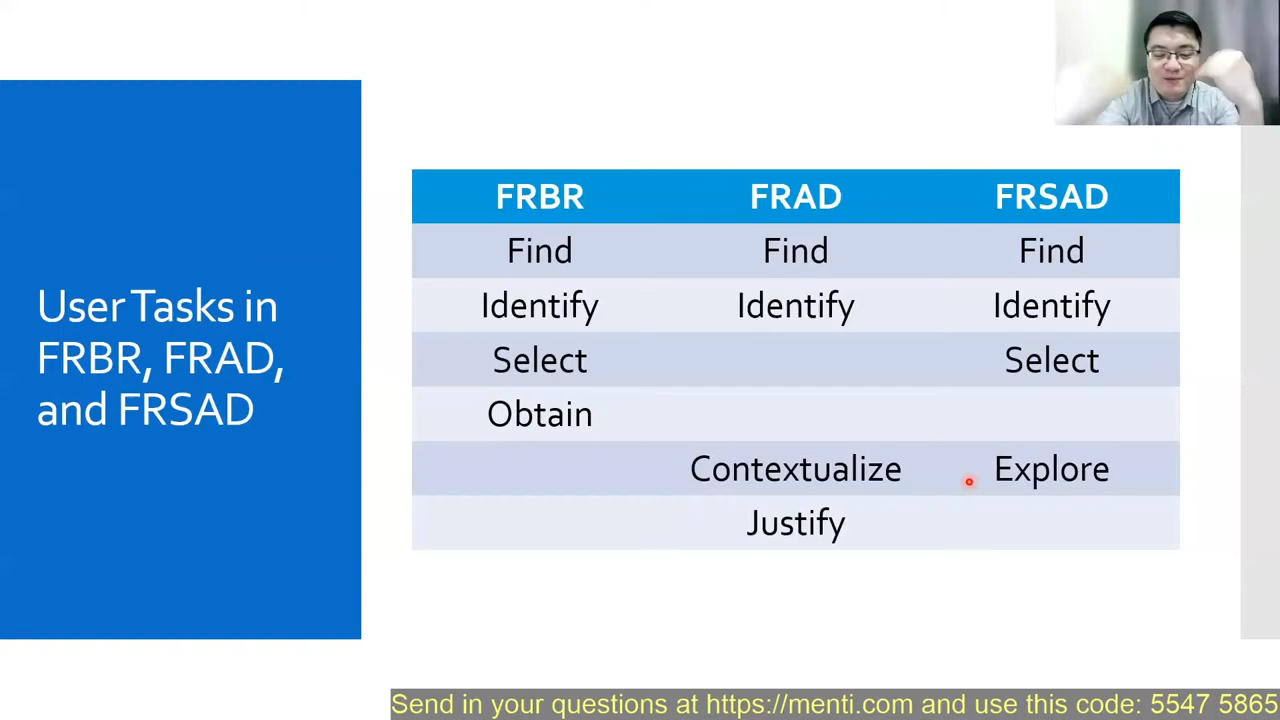 User Tasks in
FRBR, FRAD,
and FRSAD
FRBR FRAD FRSAD
Find Find Find
Identify Identify Identify
Select Select
Obtain
Contextualize Explore
Justify
Send in your questions at https://menti.com and use this code: 5547 5865